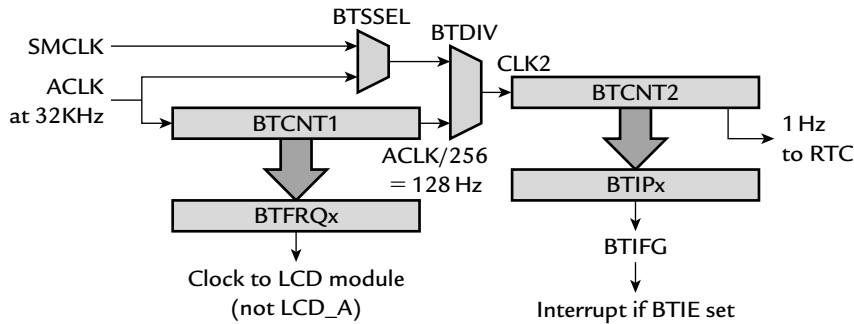 BTSSEL
SMCLK
BTDIV
ACLK
at 32KHz
CLK2
BTCNT1
BTCNT2
ACLK/256
= 128 Hz
1 Hz
to RTC
BTFRQx
BTIPx
BTIFG
Clock to LCD module
(not LCD_A)
Interrupt if BTIE set